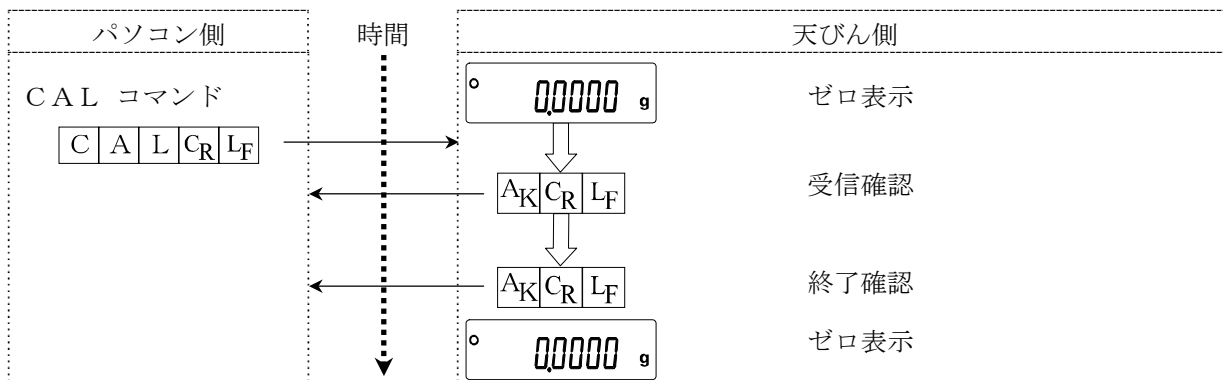 パソコン側 時間 天びん側
0.0000 g ゼロ表示
CAL コマンド
C A L CR LF
AK CR LF 受信確認
AK CR LF 終了確認
0.0000 g ゼロ表示